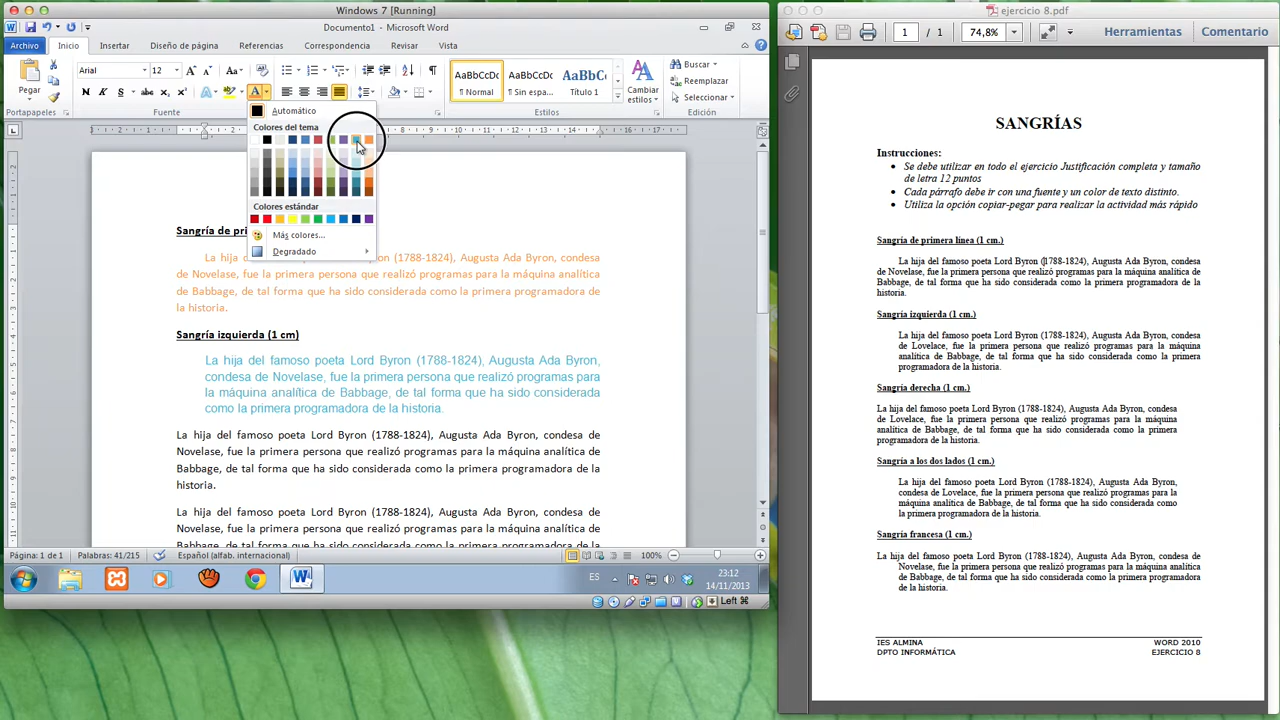 Windows 7 [Running]
Documento1 - Microsoft Word
Archivo Inicio Insertar Diseño de página Referencias Correspondencia Revisar Vista
Arial 12
Pegar
N K S abe x₂ x²
AaBbCcDc AaBbCcDc AaBbC
¶ Normal ¶ Sin espa... Título 1
Cambiar estilos
Buscar
Reemplazar
Seleccionar
Portapapeles Fuente Estilos Edición
Automático
Colores del tema
Colores estándar
Más colores...
Degradado
Sangría de pri
La hij
Augusta Ada Byron, condesa
de Novelase, fue la primera persona que realizó programas para la máquina analítica
de Babbage, de tal forma que ha sido considerada como la primera programadora de
la historia.
Sangría izquierda (1 cm)
La hija del famoso poeta Lord Byron (1788-1824), Augusta Ada Byron,
condesa de Novelase, fue la primera persona que realizó programas para
la máquina analítica de Babbage, de tal forma que ha sido considerada
como la primera programadora de la historia.
La hija del famoso poeta Lord Byron (1788-1824), Augusta Ada Byron, condesa de
Novelase, fue la primera persona que realizó programas para la máquina analítica de
Babbage, de tal forma que ha sido considerada como la primera programadora de la
historia.
La hija del famoso poeta Lord Byron (1788-1824), Augusta Ada Byron, condesa de
Novelase, fue la primera persona que realizó programas para la máquina analítica de
Babbage, de tal forma que ha sido considerada como la primera programadora de la
Página: 1 de 1 Palabras: 41/215 Español (alfab. internacional) 100%
ES
23:12
14/11/2013
Left ⌘
ejercicio 8.pdf
1 / 1 74,8% Herramientas Comentario
SANGRÍAS
Instrucciones:
• Se debe utilizar en todo el ejercicio Justificación completa y tamaño
de letra 12 puntos
• Cada párrafo debe ir con una fuente y un color de texto distinto.
• Utiliza la opción copiar-pegar para realizar la actividad más rápido
Sangría de primera línea (1 cm.)
La hija del famoso poeta Lord Byron (1788-1824), Augusta Ada Byron, condesa
de Novelase, fue la primera persona que realizó programas para la máquina analítica de
Babbage, de tal forma que ha sido considerada como la primera programadora de la
historia.
Sangría izquierda (1 cm.)
La hija del famoso poeta Lord Byron (1788-1824), Augusta Ada Byron, condesa
de Lovelace, fue la primera persona que realizó programas para la máquina
analítica de Babbage, de tal forma que ha sido considerada como la primera
programadora de la historia.
Sangría derecha (1 cm.)
La hija del famoso poeta Lord Byron (1788-1824), Augusta Ada Byron, condesa
de Lovelace, fue la primera persona que realizó programas para la máquina
analítica de Babbage, de tal forma que ha sido considerada como la primera
programadora de la historia.
Sangría a los dos lados (1 cm.)
La hija del famoso poeta Lord Byron (1788-1824), Augusta Ada Byron,
condesa de Lovelace, fue la primera persona que realizó programas para la
máquina analítica de Babbage, de tal forma que ha sido considerada como
la primera programadora de la historia.
Sangría francesa (1 cm.)
La hija del famoso poeta Lord Byron (1788-1824), Augusta Ada Byron, condesa de
Novelase, fue la primera persona que realizó programas para la máquina analítica
de Babbage, de tal forma que ha sido considerada como la primera programadora
de la historia.
IES ALMINA WORD 2010
DPTO INFORMÁTICA EJERCICIO 8